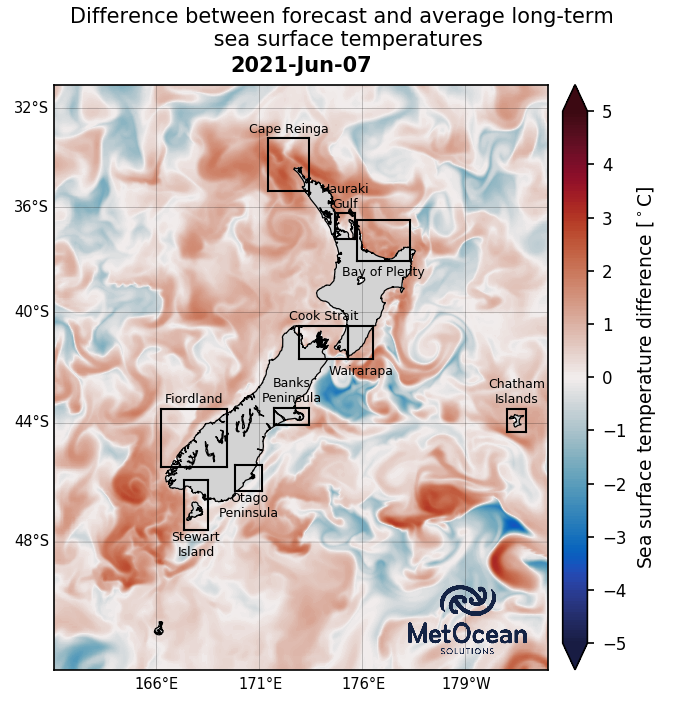 Difference between forecast and average long-term
sea surface temperatures
2021-Jun-07
32°S
36°S
40°S
44°S
48°S
Cape Reinga
Hauraki
Gulf
Bay of Plenty
Cook Strait
Wairarapa
Banks
Peninsula
Fiordland
Chatham
Islands
Otago
Peninsula
Stewart
Island
MetOcean
SOLUTIONS
166°E
171°E
176°E
179°W
5
4
3
2
1
0
−1
−2
−3
−4
−5
Sea surface temperature difference [°C]